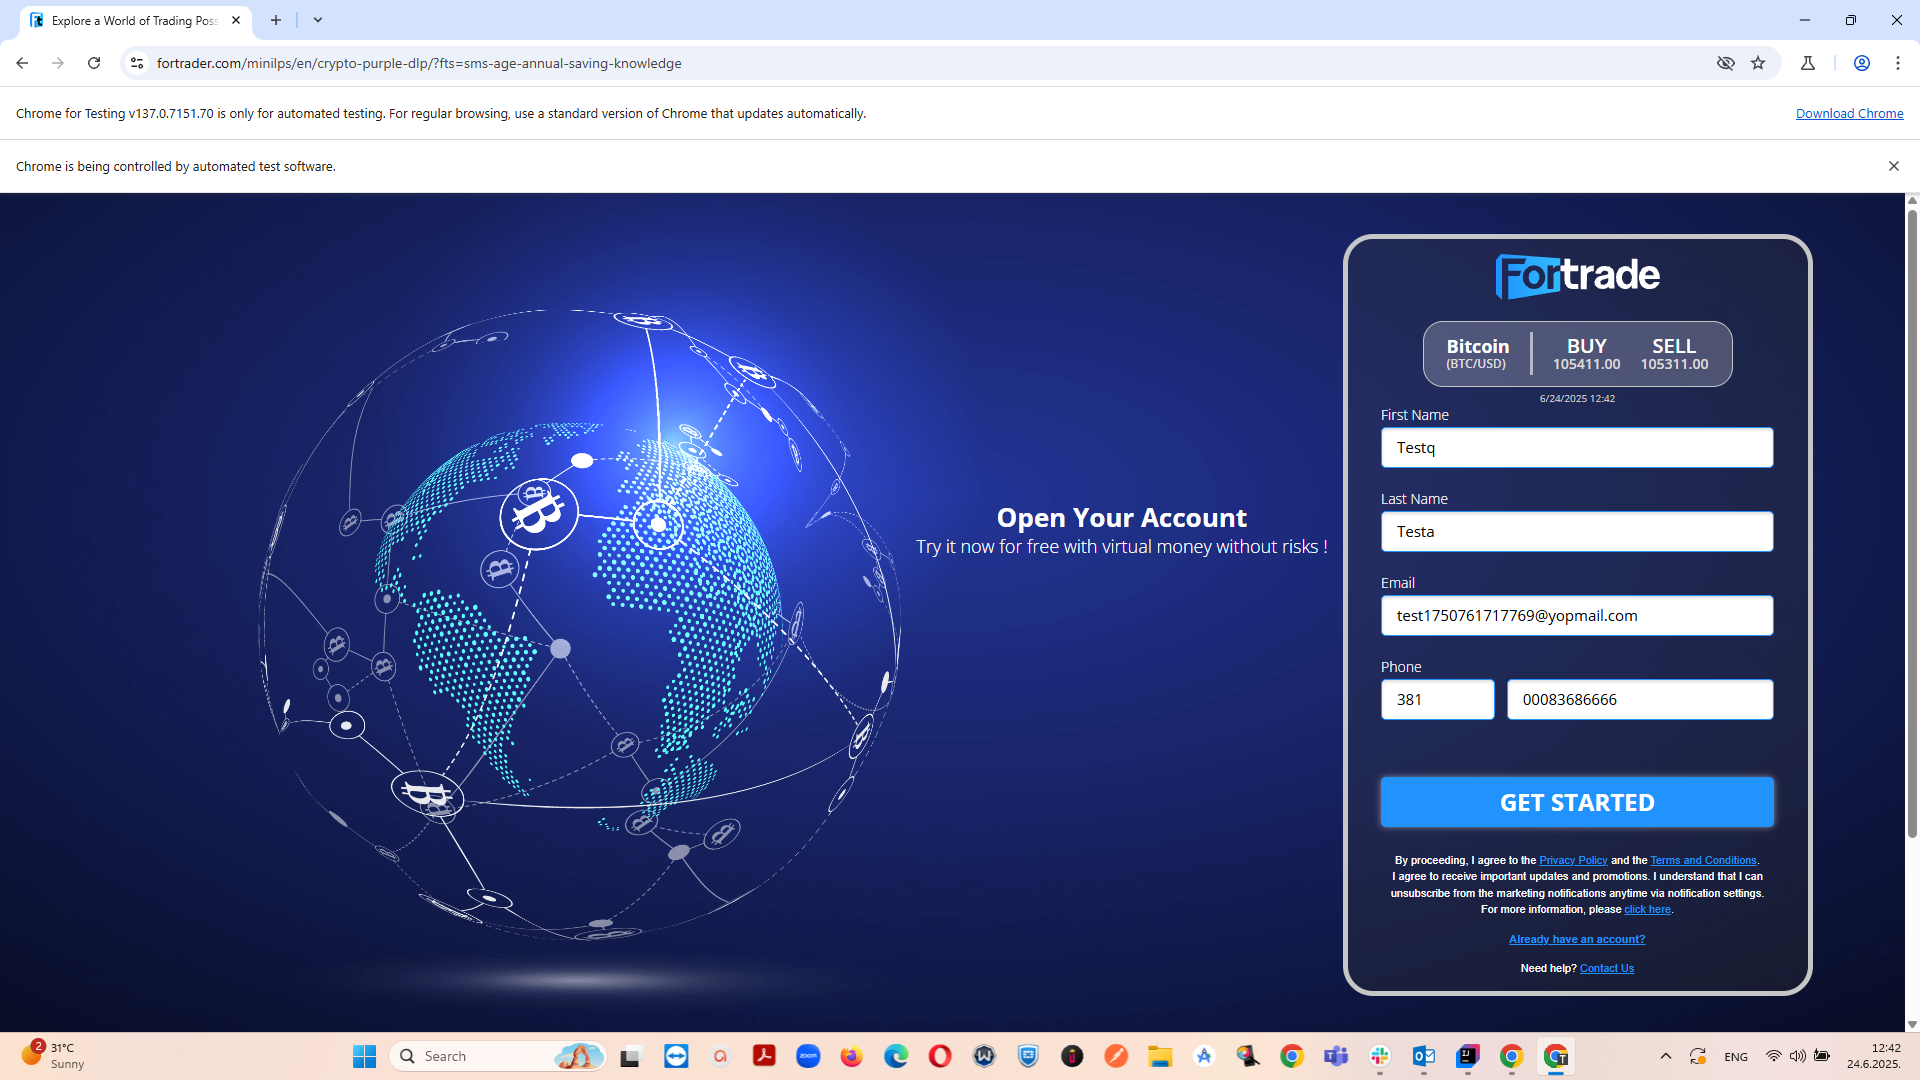 Explore a World of Trading Poss
fortrader.com/minilps/en/crypto-purple-dlp/?fts=sms-age-annual-saving-knowledge
Chrome for Testing v137.0.7151.70 is only for automated testing. For regular browsing, use a standard version of Chrome that updates automatically.
Download Chrome
Chrome is being controlled by automated test software.
Fortrade
Bitcoin
(BTC/USD)
BUY
105411.00
SELL
105311.00
6/24/2025 12:42
Open Your Account
Try it now for free with virtual money without risks !
First Name
Testq
Last Name
Testa
Email
test1750761717769@yopmail.com
Phone
381
00083686666
GET STARTED
By proceeding, I agree to the Privacy Policy and the Terms and Conditions.
I agree to receive important updates and promotions. I understand that I can
unsubscribe from the marketing notifications anytime via notification settings.
For more information, please click here.
Already have an account?
Need help? Contact Us
2
31°C
Sunny
Search
zoom
ENG
12:42
24.6.2025.